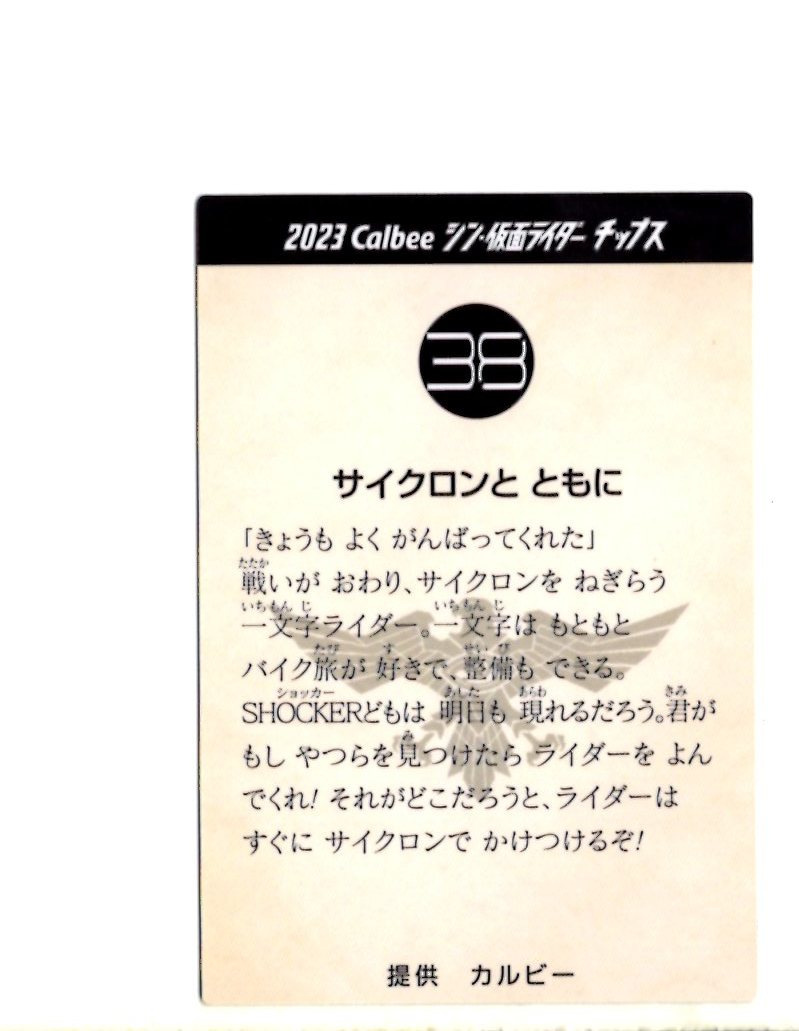 2023 Calbee シン・仮面ライダー チップス
38
サイクロンと ともに
「きょうも よく がんばってくれた」
戦いが おわり、サイクロンを ねぎらう
一文字ライダー。一文字は もともと
バイク旅が 好きで、整備も できる。
SHOCKERどもは 明日も 現れるだろう。君が
もし やつらを見つけたら ライダーを よん
でくれ! それがどこだろうと、ライダーは
すぐに サイクロンで かけつけるぞ!
提供 カルビー